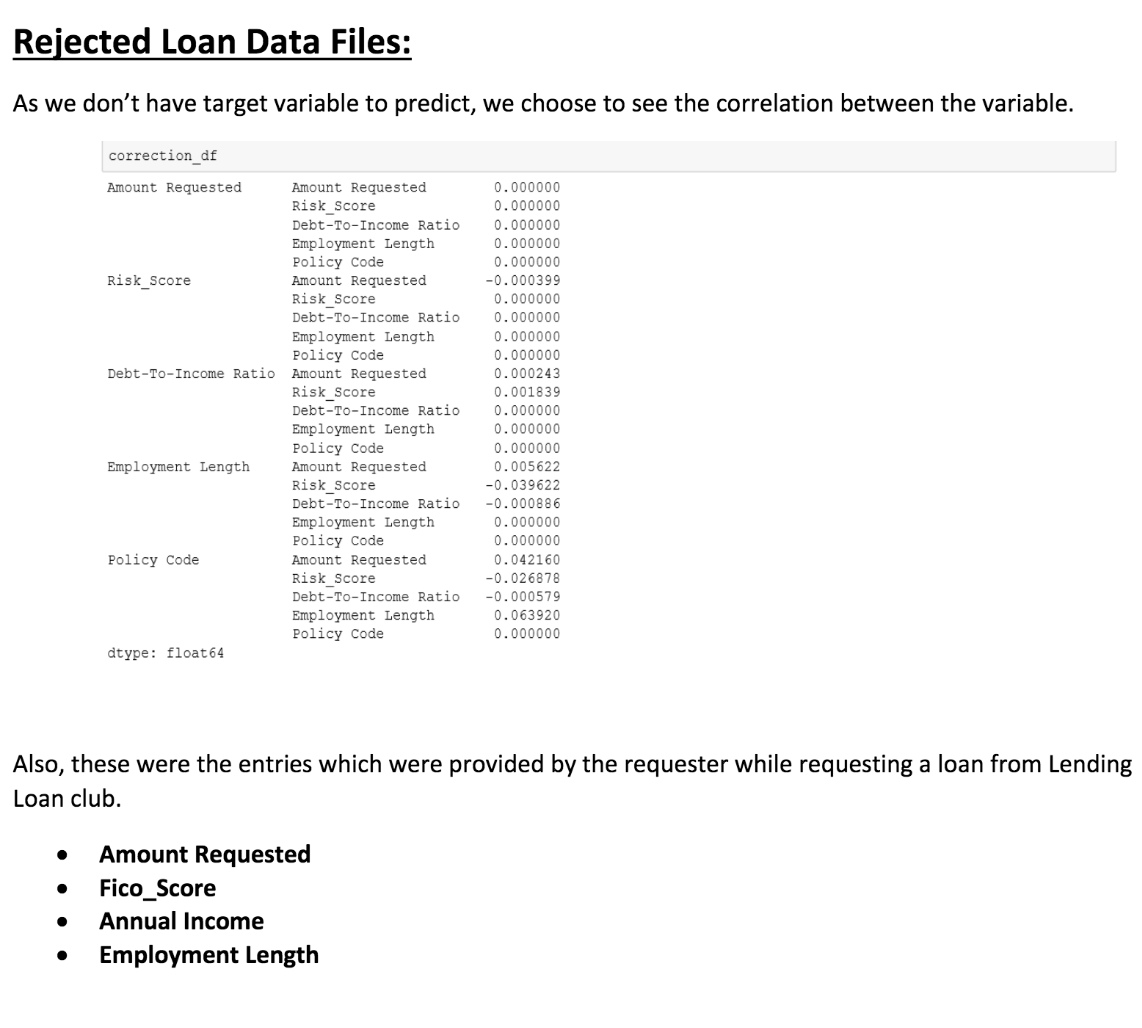 Rejected Loan Data Files:
As we don’t have target variable to predict, we choose to see the correlation between the variable.
correction_df
Amount Requested Amount Requested 0.000000
Risk_Score 0.000000
Debt-To-Income Ratio 0.000000
Employment Length 0.000000
Policy Code 0.000000
Risk_Score Amount Requested -0.000399
Risk_Score 0.000000
Debt-To-Income Ratio 0.000000
Employment Length 0.000000
Policy Code 0.000000
Debt-To-Income Ratio Amount Requested 0.000243
Risk_Score 0.001839
Debt-To-Income Ratio 0.000000
Employment Length 0.000000
Policy Code 0.000000
Employment Length Amount Requested 0.005622
Risk_Score -0.039622
Debt-To-Income Ratio -0.000886
Employment Length 0.000000
Policy Code 0.000000
Policy Code Amount Requested 0.042160
Risk_Score -0.026878
Debt-To-Income Ratio -0.000579
Employment Length 0.063920
Policy Code 0.000000
dtype: float64
Also, these were the entries which were provided by the requester while requesting a loan from Lending
Loan club.
• Amount Requested
• Fico_Score
• Annual Income
• Employment Length